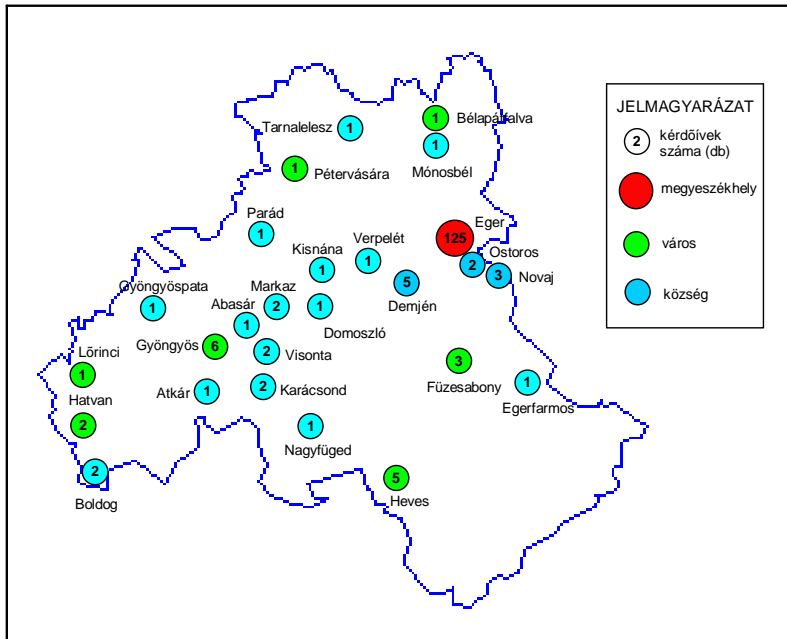 JELMAGYARÁZAT
2
kérdőívek
száma (db)
megyeszékhely
város
község
1
Bélapátfalva
Tarnalelesz
1
1
Mónosbél
1
Pétervására
Parád
1
Eger
125
Verpelét
1
Ostoros
2
Kisnána
1
3
Novaj
5
Demjén
Gyöngyöspata
1
Markaz
2
1
Domoszló
Abasár
1
Gyöngyös
6
2
Visonta
Lőrinci
1
3
Füzesabony
1
Egerfarmos
Atkár
1
2
Karácsond
Hatvan
2
1
Nagyfüged
2
Boldog
5
Heves